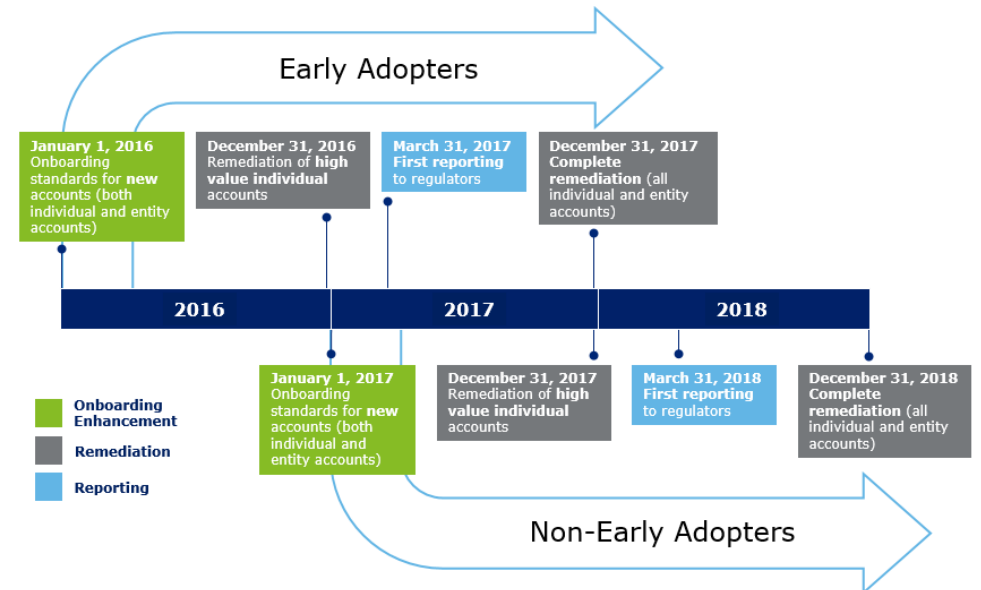 Early Adopters
January 1, 2016
Onboarding
standards for new
accounts (both
individual and entity
accounts)
December 31, 2016
Remediation of high
value individual
accounts
March 31, 2017
First reporting
to regulators
December 31, 2017
Complete
remediation (all
individual and entity
accounts)
2016
2017
2018
January 1, 2017
Onboarding
standards for new
accounts (both
individual and
entity accounts)
December 31, 2017
Remediation of high
value individual
accounts
March 31, 2018
First reporting
to regulators
December 31, 2018
Complete
remediation (all
individual and entity
accounts)
Onboarding
Enhancement
Remediation
Reporting
Non-Early Adopters